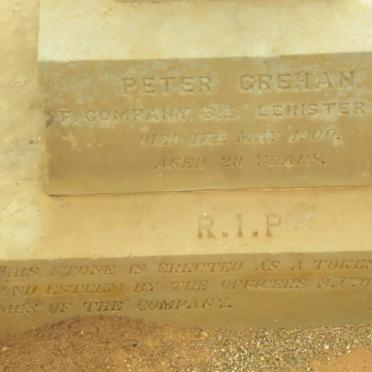 PETER GREHAN
F. COMPANY 3RD LEINSTER
DIED 17TH MAY 1900.
AGED 28 YEARS.
R.I.P
THIS STONE IS ERECTED AS A TOKEN
AND ESTEEM BY THE OFFICERS N.C.O
OF THE COMPANY.